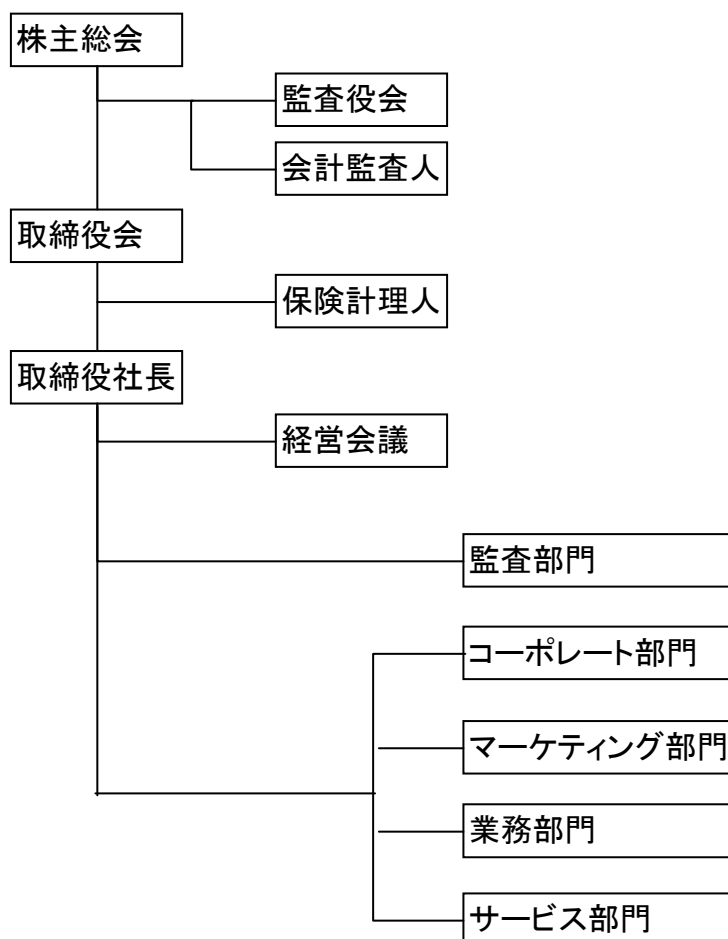 株主総会
監査役会
会計監査人
取締役会
保険計理人
取締役社長
経営会議
監査部門
コーポレート部門
マーケティング部門
業務部門
サービス部門